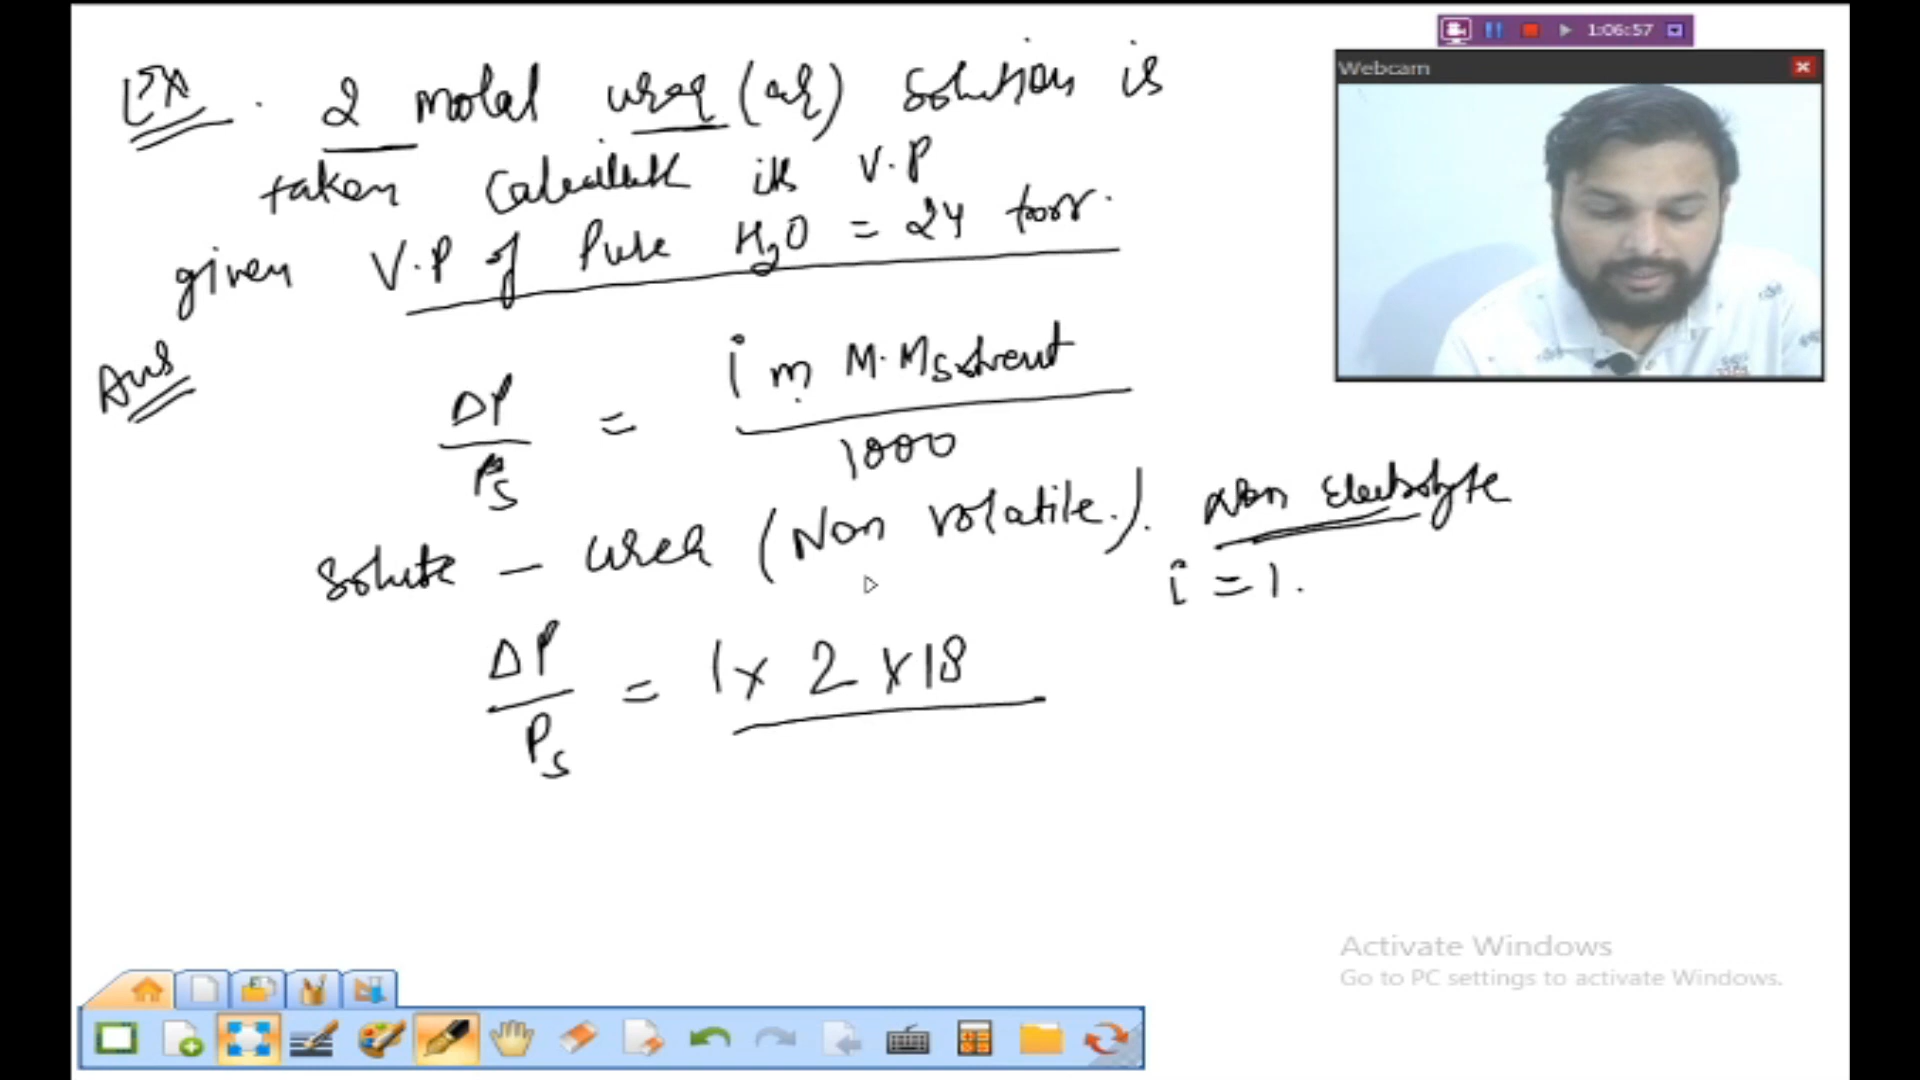 1:06:57
Webcam
Ex. 2 molal urea (aq) solution is
taken Calculate its V.P
given V.P of Pure H2O = 24 torr.
Ans
ΔP/Ps = i m M.Msolvent/1000
Solute - urea (Non volatile.). Non Electrolyte
i = 1.
ΔP/Ps = 1 x 2 x 18
Activate Windows
Go to PC settings to activate Windows.